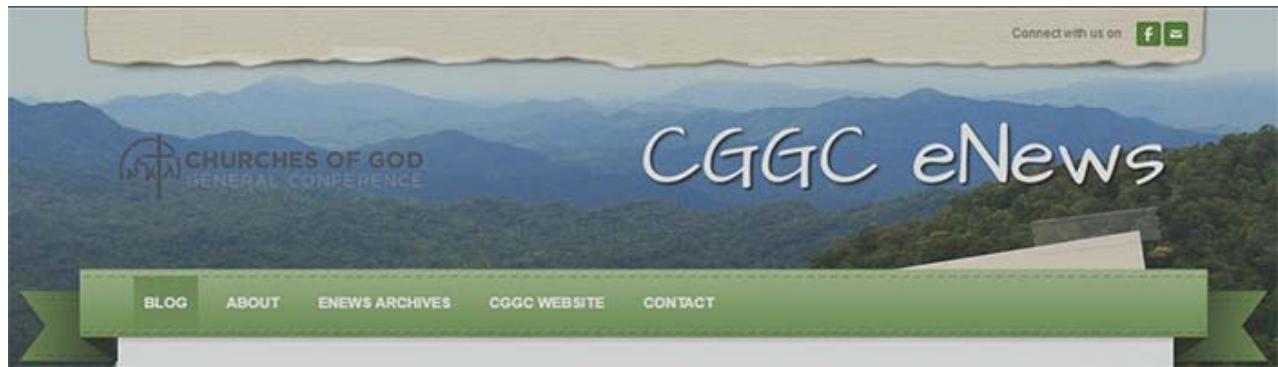 Connect with us on
CHURCHES OF GOD
GENERAL CONFERENCE
CGGC eNews
BLOG ABOUT ENEWS ARCHIVES CGGC WEBSITE CONTACT